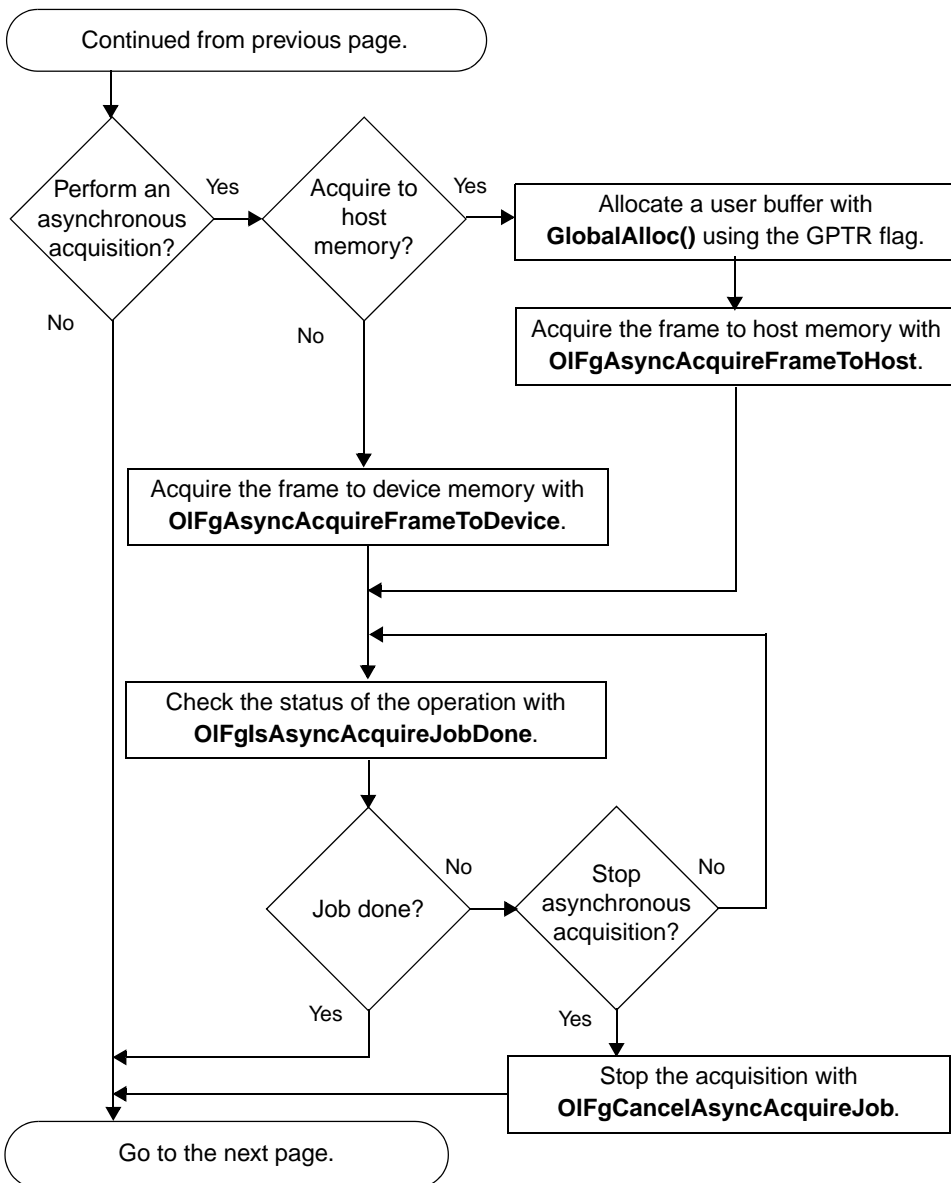 Continued from previous page.
Perform an
asynchronous
acquisition?
Yes
No
Acquire to
host
memory?
Yes
No
Allocate a user buffer with
GlobalAlloc() using the GPTR flag.
Acquire the frame to host memory with
OlFgAsyncAcquireFrameToHost.
Acquire the frame to device memory with
OlFgAsyncAcquireFrameToDevice.
Check the status of the operation with
OlFgIsAsyncAcquireJobDone.
Job done?
No
Yes
Stop
asynchronous
acquisition?
No
Yes
Stop the acquisition with
OlFgCancelAsyncAcquireJob.
Go to the next page.